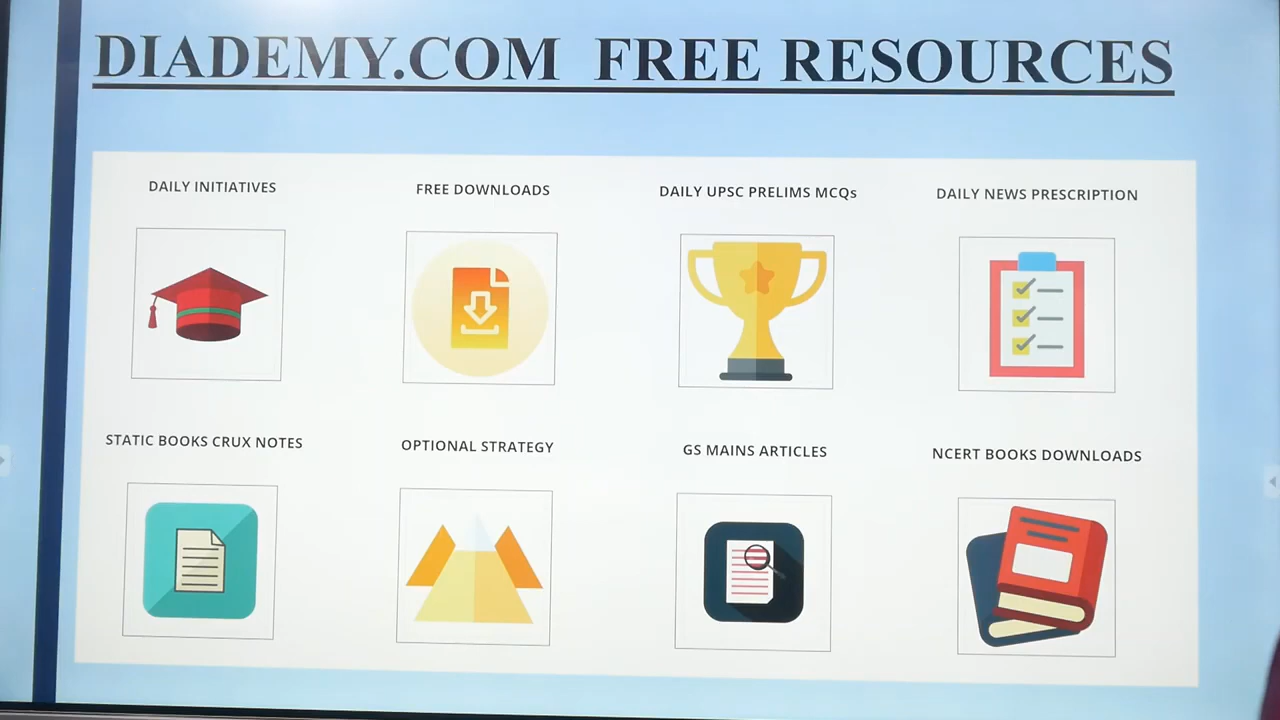 DIADEMY.COM FREE RESOURCES
DAILY INITIATIVES
FREE DOWNLOADS
DAILY UPSC PRELIMS MCQs
DAILY NEWS PRESCRIPTION
STATIC BOOKS CRUX NOTES
OPTIONAL STRATEGY
GS MAINS ARTICLES
NCERT BOOKS DOWNLOADS